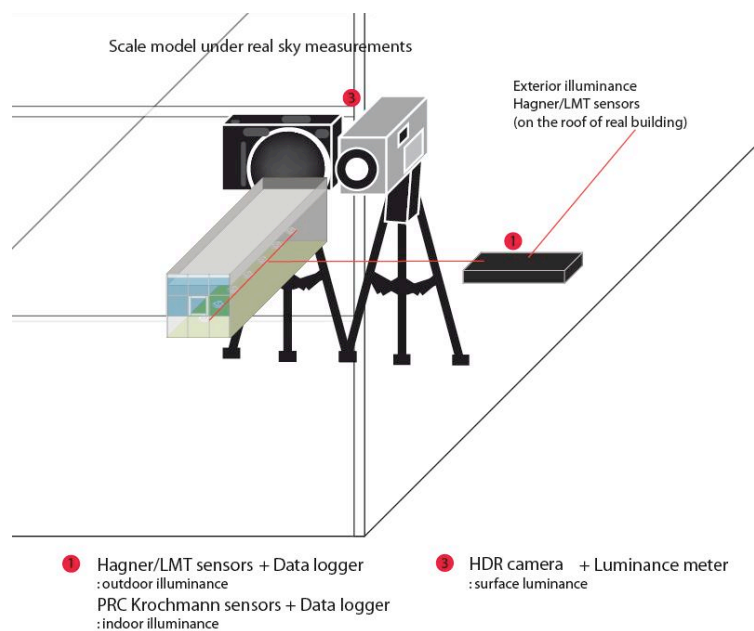 Scale model under real sky measurements
3
Exterior illuminance
Hagner/LMT sensors
(on the roof of real building)
1
1 Hagner/LMT sensors + Data logger
: outdoor illuminance
PRC Krochmann sensors + Data logger
: indoor illuminance
3 HDR camera + Luminance meter
: surface luminance